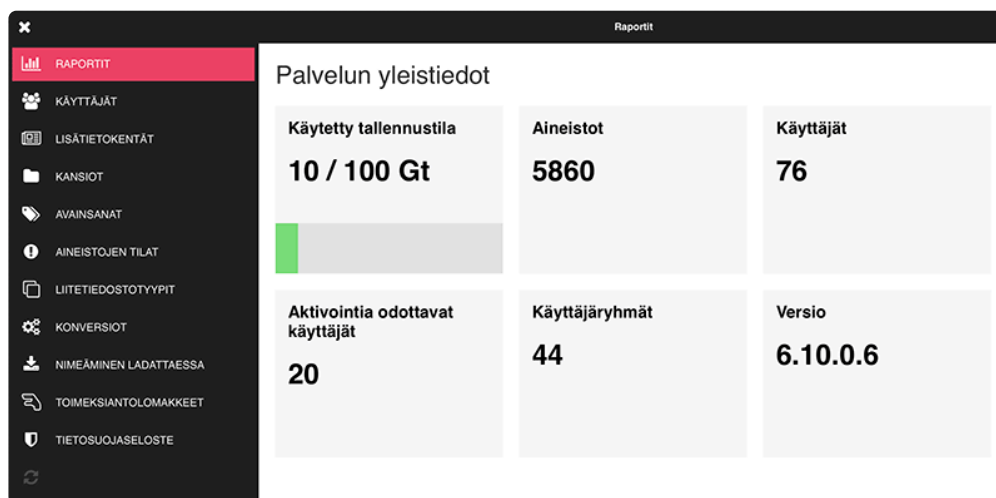 Raportit
RAPORTIT
KÄYTTÄJÄT
LISÄTIETOKENTÄT
KANSIOT
AVAINSANAT
AINEISTOJEN TILAT
LIITETIEDOSTOTYYPIT
KONVERSIOT
NIMEÄMINEN LADATTAESSA
TOIMEKSIANTOLOMAKKEET
TIETOSUOJASELOSTE
Palvelun yleistiedot
Käytetty tallennustila
10 / 100 Gt
Aineistot
5860
Käyttäjät
76
Aktivointia odottavat
käyttäjät
20
Käyttäjäryhmät
44
Versio
6.10.0.6